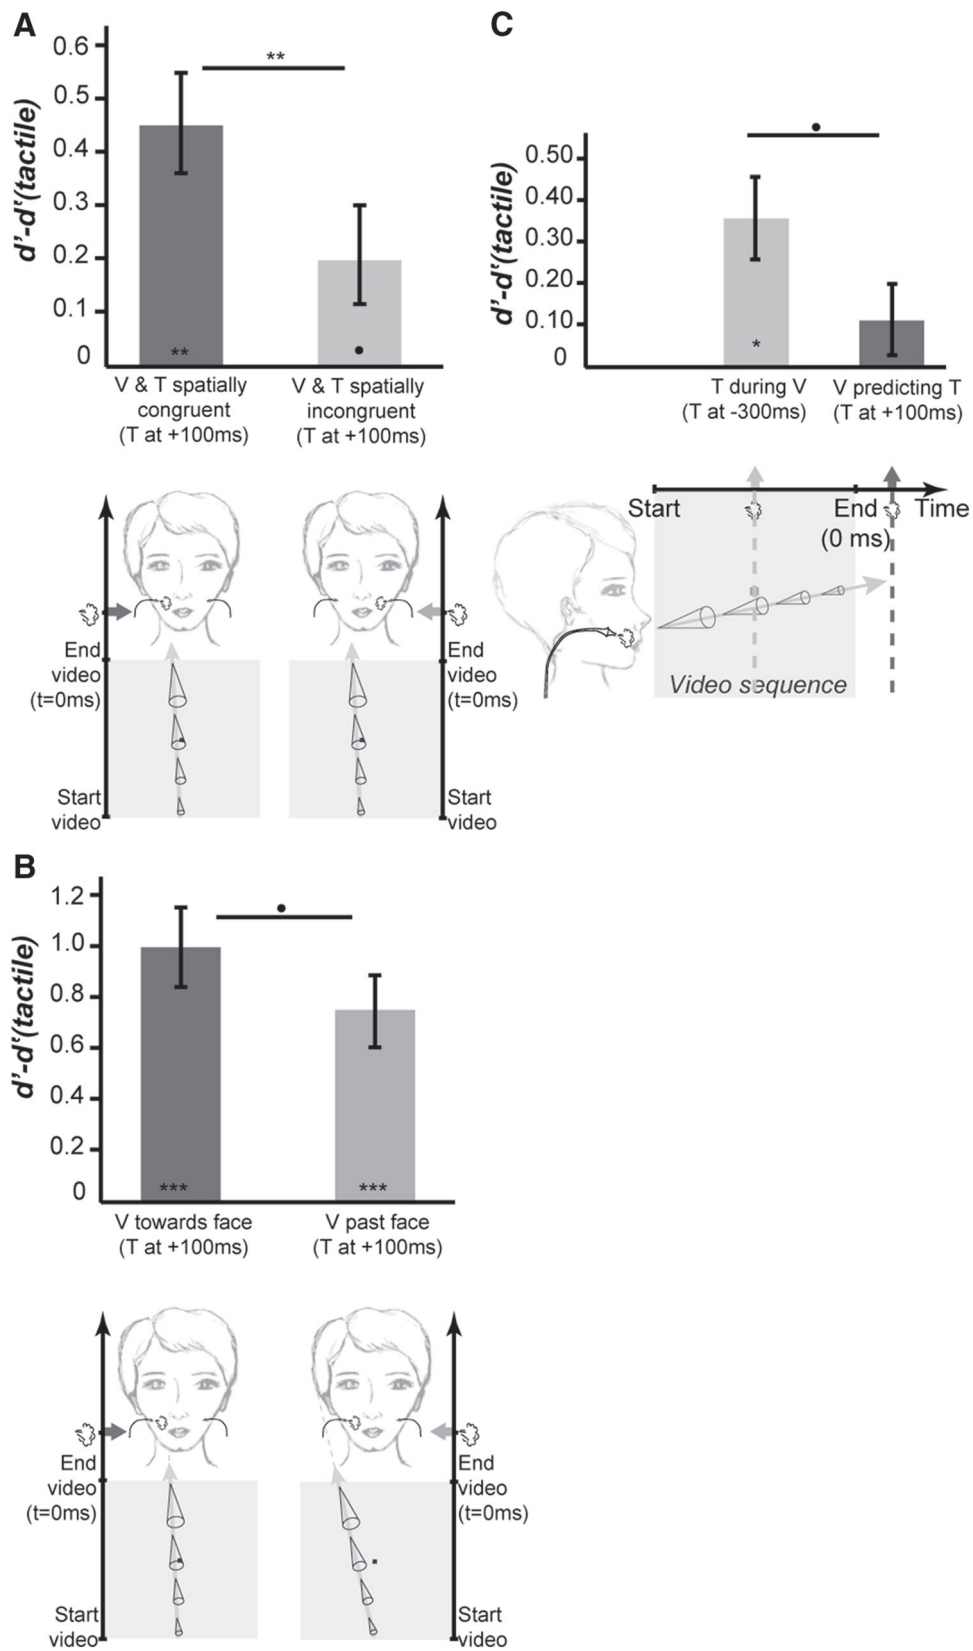 A
d'-d'(tactile)
0.6
0.5
0.4
0.3
0.2
0.1
0
**
**
•
V & T spatially
congruent
(T at +100ms)
V & T spatially
incongruent
(T at +100ms)
End
video
(t=0ms)
Start
video
End
video
(t=0ms)
Start
video
C
d'-d'(tactile)
0.50
0.40
0.30
0.20
0.10
0
•
*
T during V
(T at -300ms)
V predicting T
(T at +100ms)
Start
End
(0 ms)
Time
Video sequence
B
d'-d'(tactile)
1.2
1.0
0.8
0.6
0.4
0.2
0
•
***
***
V towards face
(T at +100ms)
V past face
(T at +100ms)
End
video
(t=0ms)
Start
video
End
video
(t=0ms)
Start
video